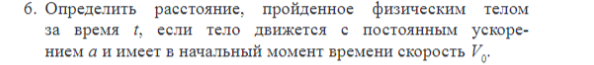 6. Определить расстояние, пройденное физическим телом
за время t, если тело движется с постоянным ускоре-
нием a и имеет в начальный момент времени скорость V₀.